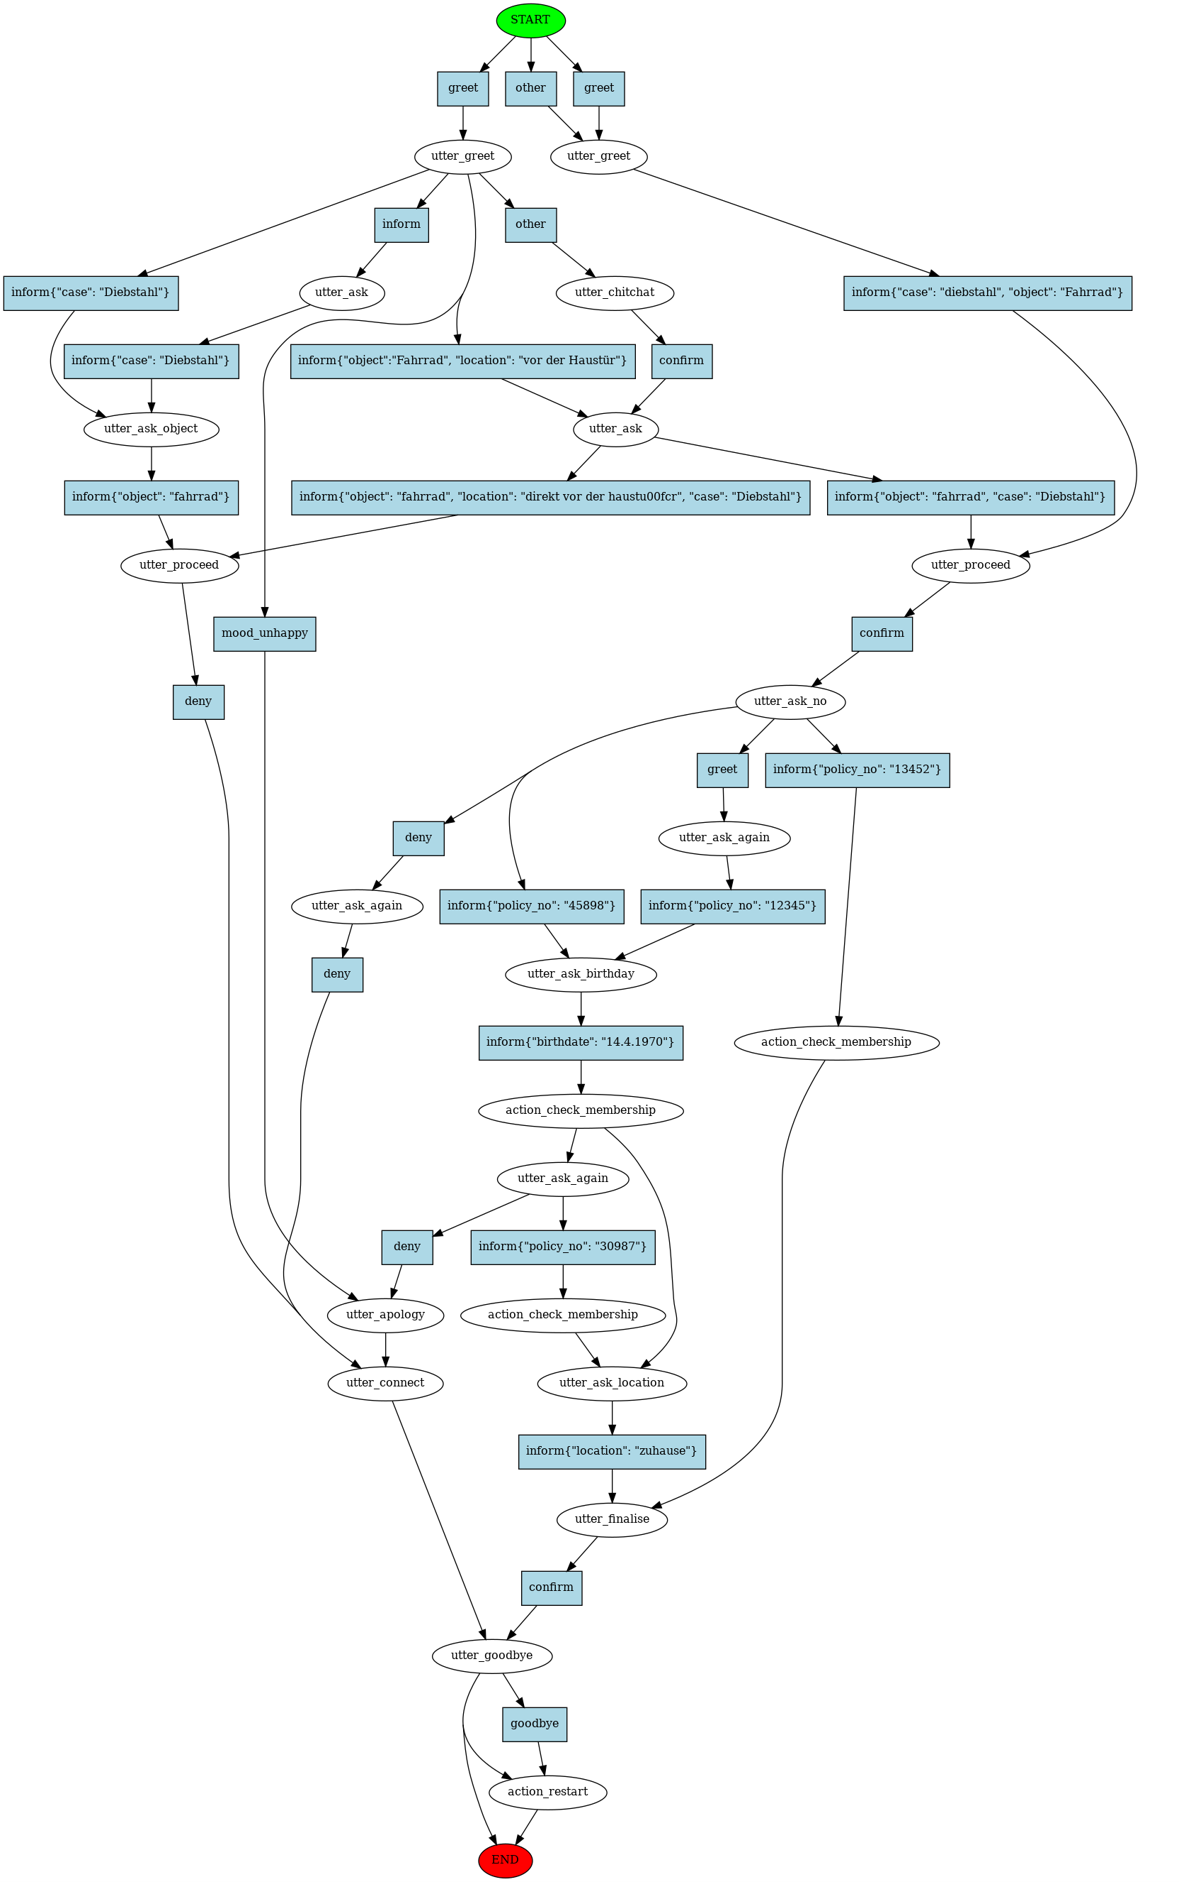 START
greet
other
greet
utter_greet
utter_greet
inform
other
inform{"case": "Diebstahl"}
utter_ask
utter_chitchat
inform{"case": "diebstahl", "object": "Fahrrad"}
inform{"case": "Diebstahl"}
inform{"object":"Fahrrad", "location": "vor der Haustür"}
confirm
utter_ask_object
utter_ask
inform{"object": "fahrrad"}
inform{"object": "fahrrad", "location": "direkt vor der haustu00fcr", "case": "Diebstahl"}
inform{"object": "fahrrad", "case": "Diebstahl"}
utter_proceed
utter_proceed
mood_unhappy
confirm
deny
utter_ask_no
greet
inform{"policy_no": "13452"}
deny
utter_ask_again
utter_ask_again
inform{"policy_no": "45898"}
inform{"policy_no": "12345"}
deny
utter_ask_birthday
inform{"birthdate": "14.4.1970"}
action_check_membership
action_check_membership
utter_ask_again
deny
inform{"policy_no": "30987"}
utter_apology
action_check_membership
utter_connect
utter_ask_location
inform{"location": "zuhause"}
utter_finalise
confirm
utter_goodbye
goodbye
action_restart
END